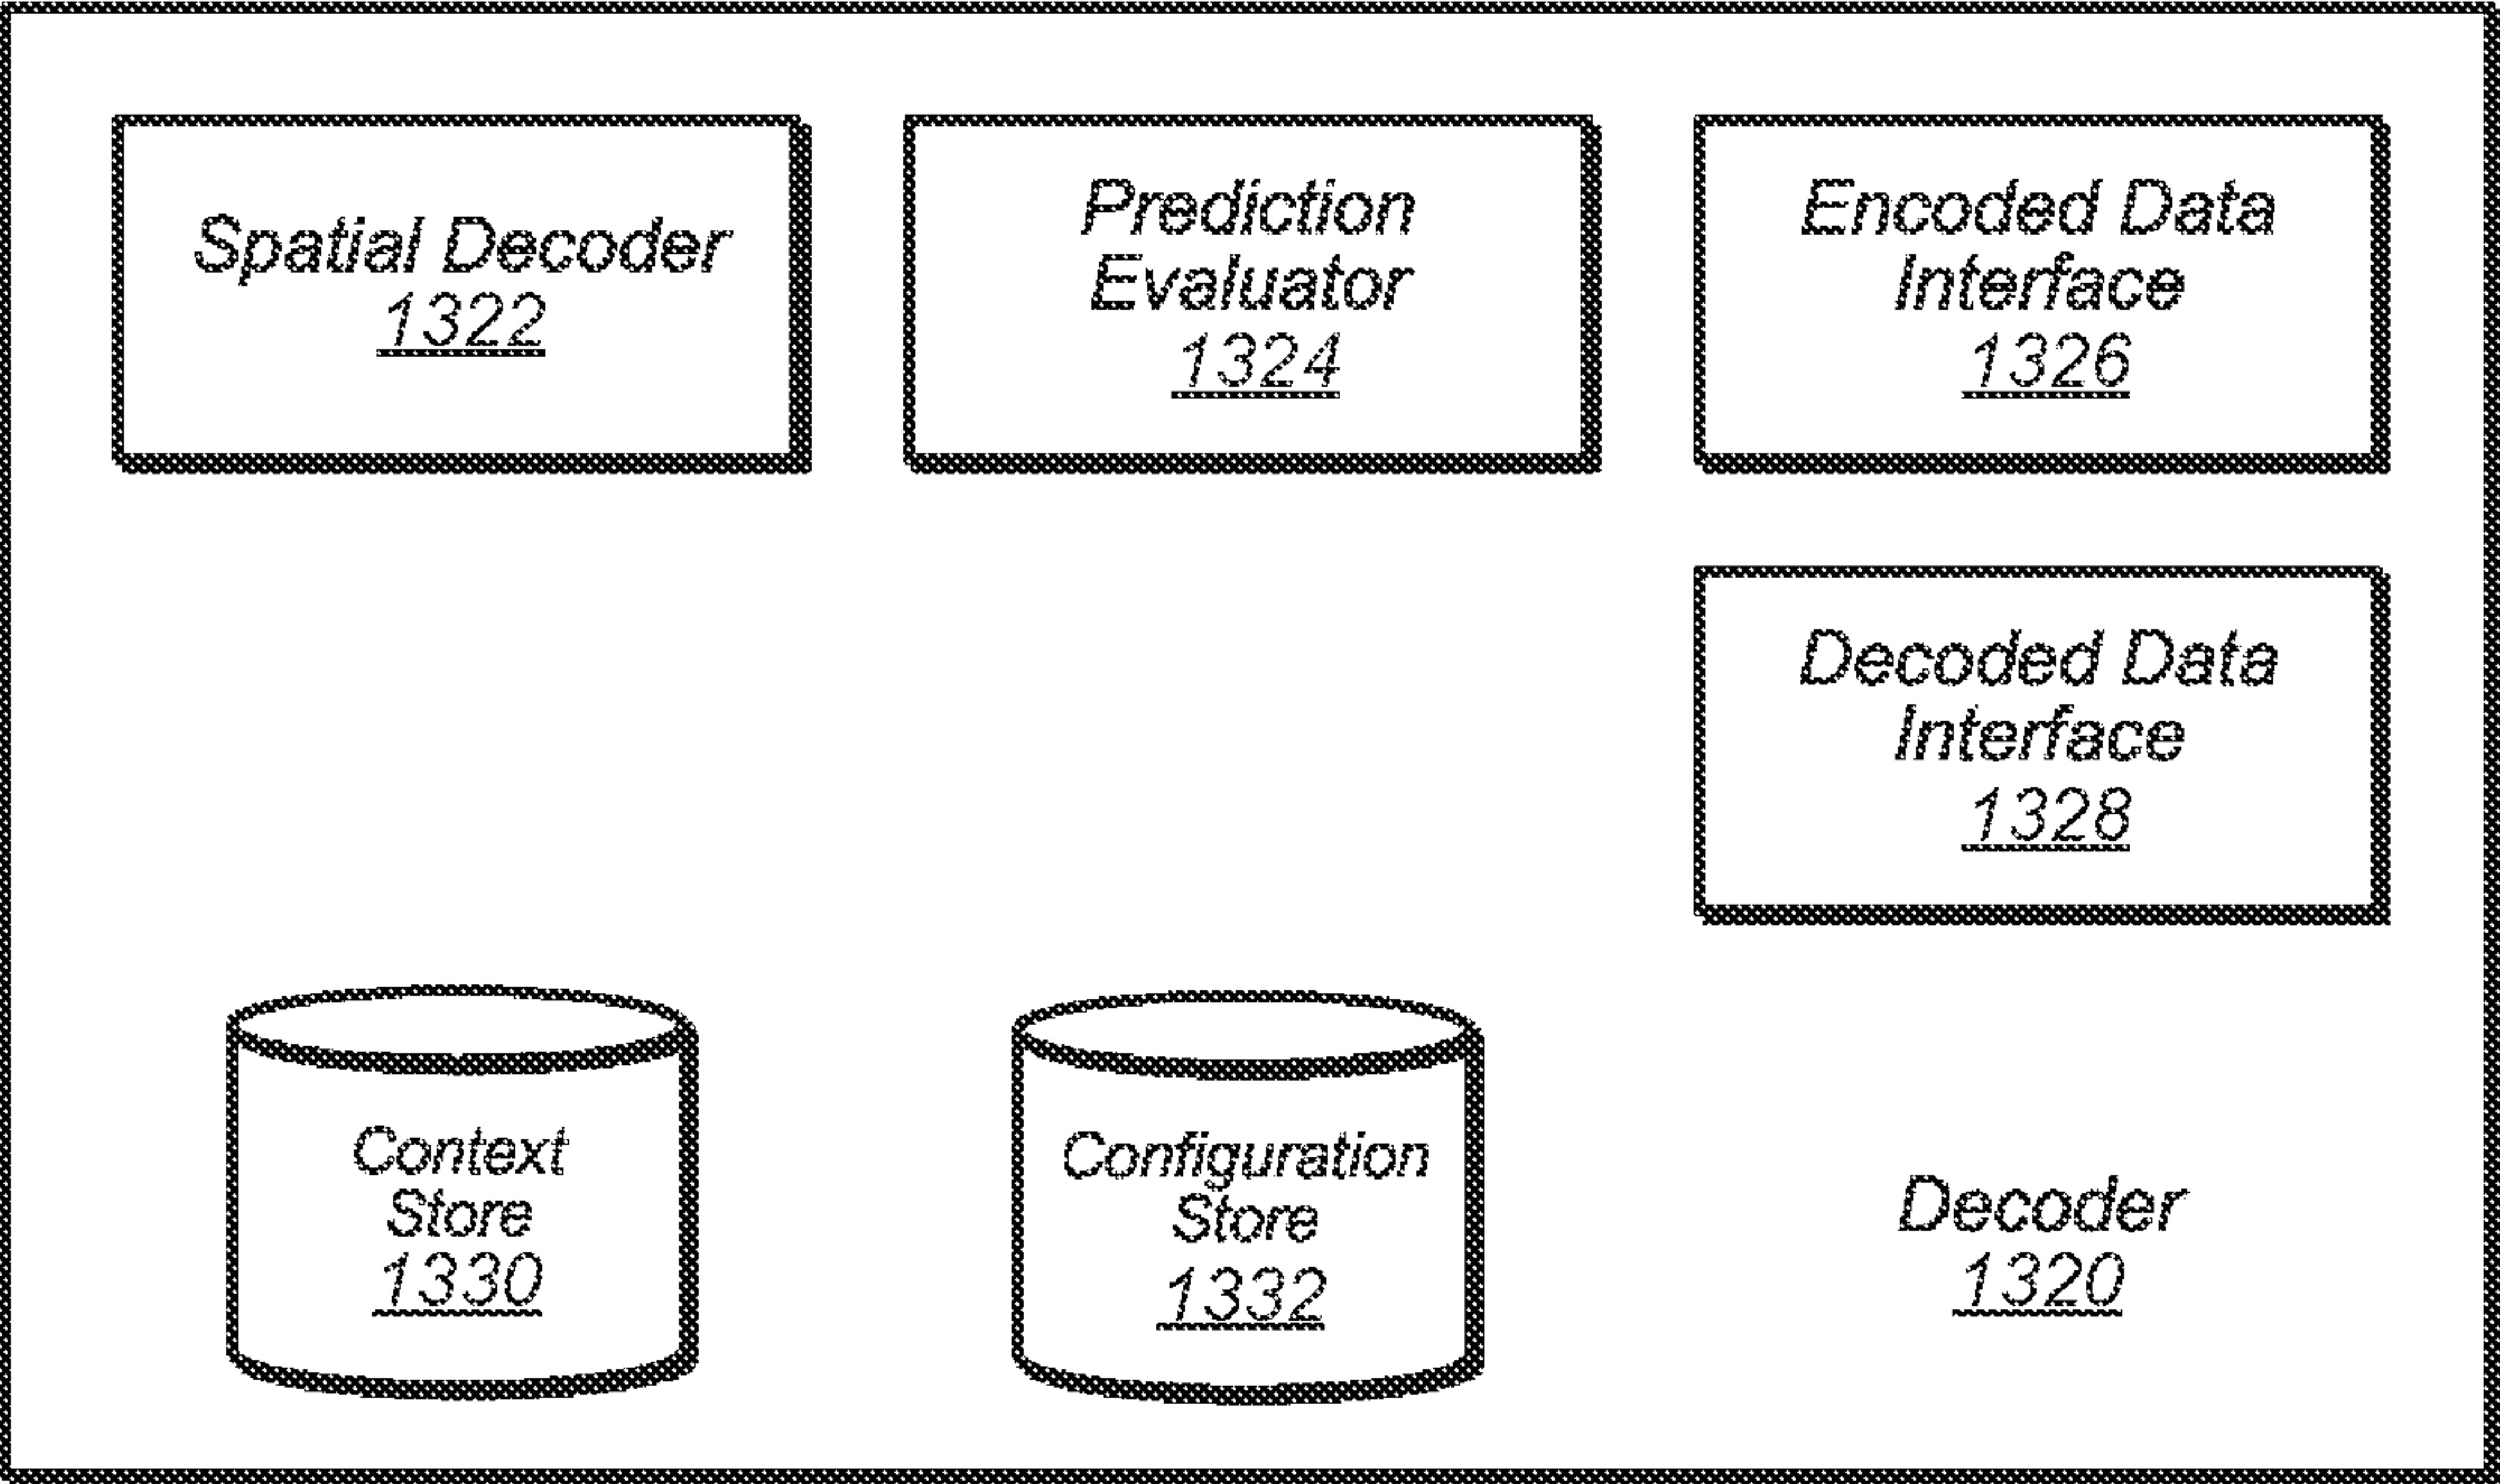 Spatial Decoder
1322
Prediction
Evaluator
1324
Encoded Data
Interface
1326
Decoded Data
Interface
1328
Context
Store
1330
Configuration
Store
1332
Decoder
1320